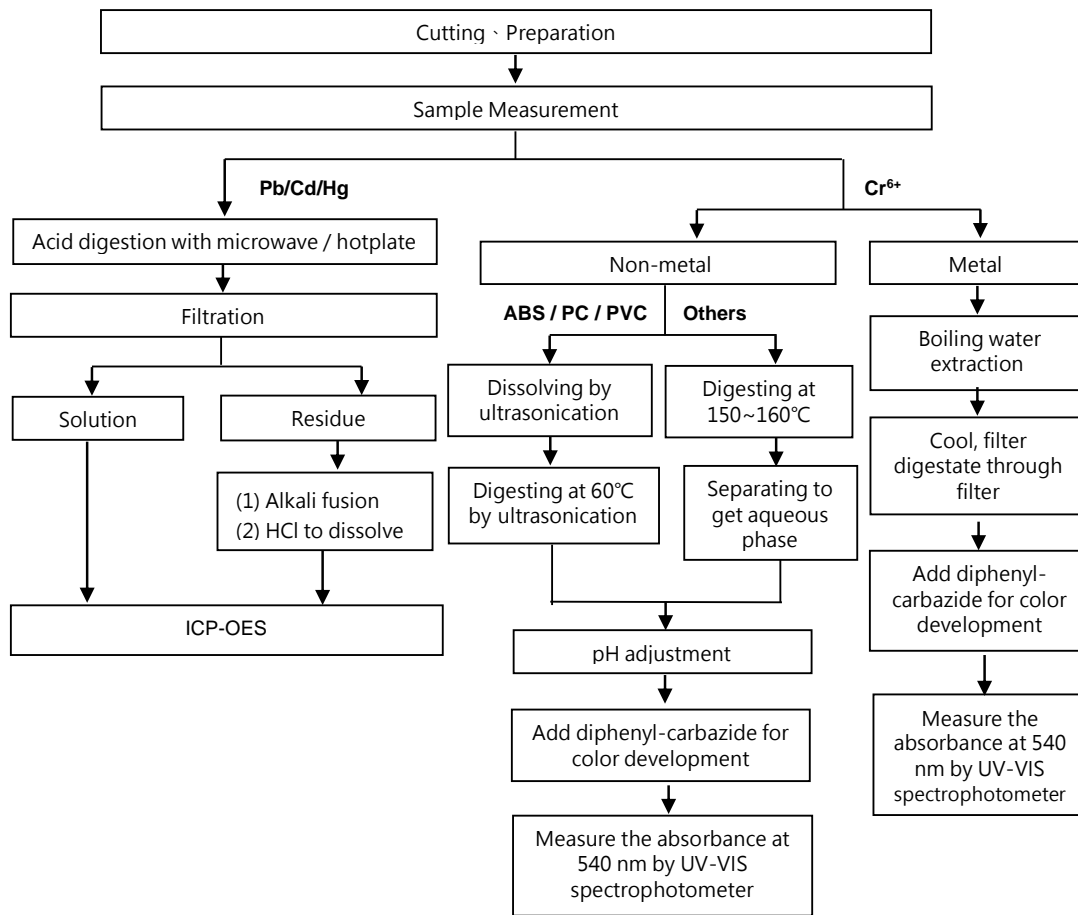 Cutting、Preparation
Sample Measurement
Pb/Cd/Hg
Cr6+
Acid digestion with microwave / hotplate
Non-metal
Metal
Filtration
ABS / PC / PVC
Others
Boiling water
extraction
Solution
Residue
Dissolving by
ultrasonication
Digesting at
150~160℃
Cool, filter
digestate through
filter
(1) Alkali fusion
(2) HCl to dissolve
Digesting at 60℃
by ultrasonication
Separating to
get aqueous
phase
Add diphenyl-
carbazide for color
development
ICP-OES
pH adjustment
Measure the
absorbance at 540
nm by UV-VIS
spectrophotometer
Add diphenyl-carbazide for
color development
Measure the absorbance at
540 nm by UV-VIS
spectrophotometer